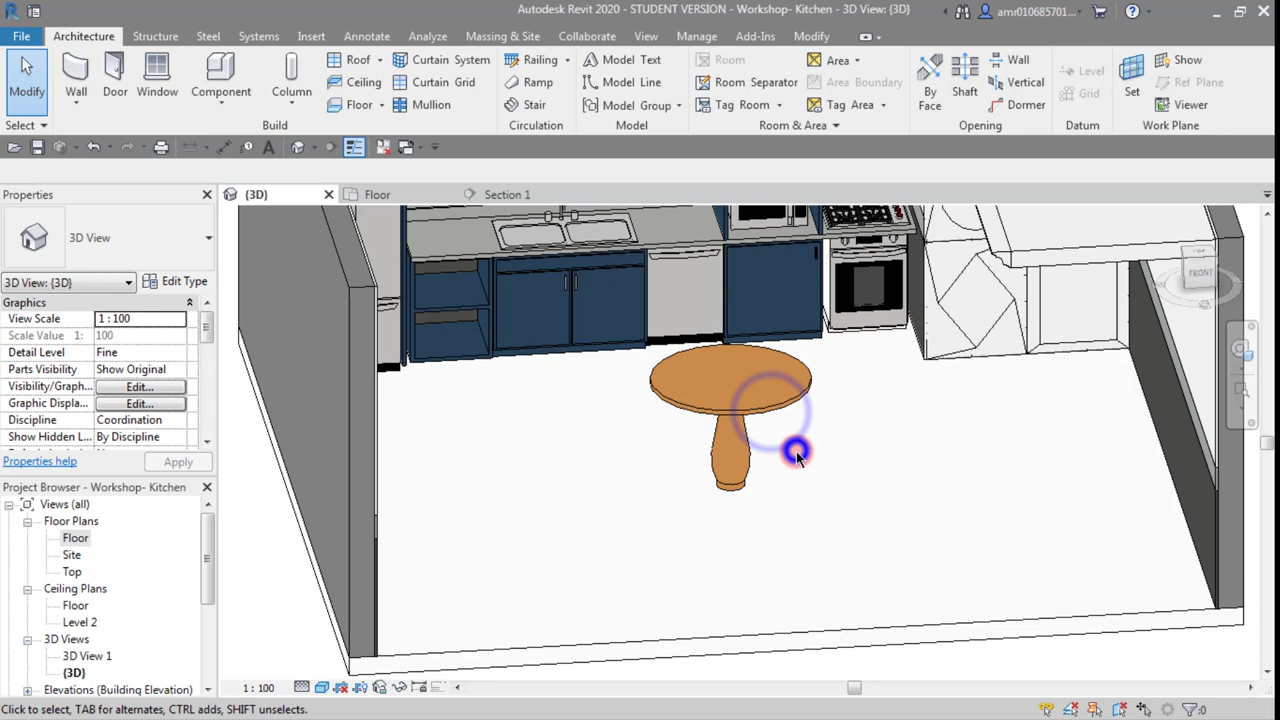 Autodesk Revit 2020 - STUDENT VERSION - Workshop- Kitchen - 3D View: {3D}
amr010685701...
File Architecture Structure Steel Systems Insert Annotate Analyze Massing & Site Collaborate View Manage Add-Ins Modify
Modify
Wall
Door
Window
Component
Column
Roof
Ceiling
Floor
Curtain System
Curtain Grid
Mullion
Railing
Ramp
Stair
Model Text
Model Line
Model Group
Room
Room Separator
Tag Room
Area
Area Boundary
Tag Area
By
Face
Shaft
Wall
Vertical
Dormer
Level
Grid
Set
Show
Ref Plane
Viewer
Select Build Circulation Model Room & Area Opening Datum Work Plane
Properties
{3D}
Floor
Section 1
3D View
3D View: {3D}
Edit Type
Graphics
View Scale 1 : 100
Scale Value 1: 100
Detail Level Fine
Parts Visibility Show Original
Visibility/Graph... Edit...
Graphic Displa... Edit...
Discipline Coordination
Show Hidden L... By Discipline
Properties help
Apply
Project Browser - Workshop- Kitchen
Views (all)
Floor Plans
Floor
Site
Top
Ceiling Plans
Floor
Level 2
3D Views
3D View 1
{3D}
Elevations (Building Elevation)
FRONT
1 : 100
Click to select, TAB for alternates, CTRL adds, SHIFT unselects.
:0